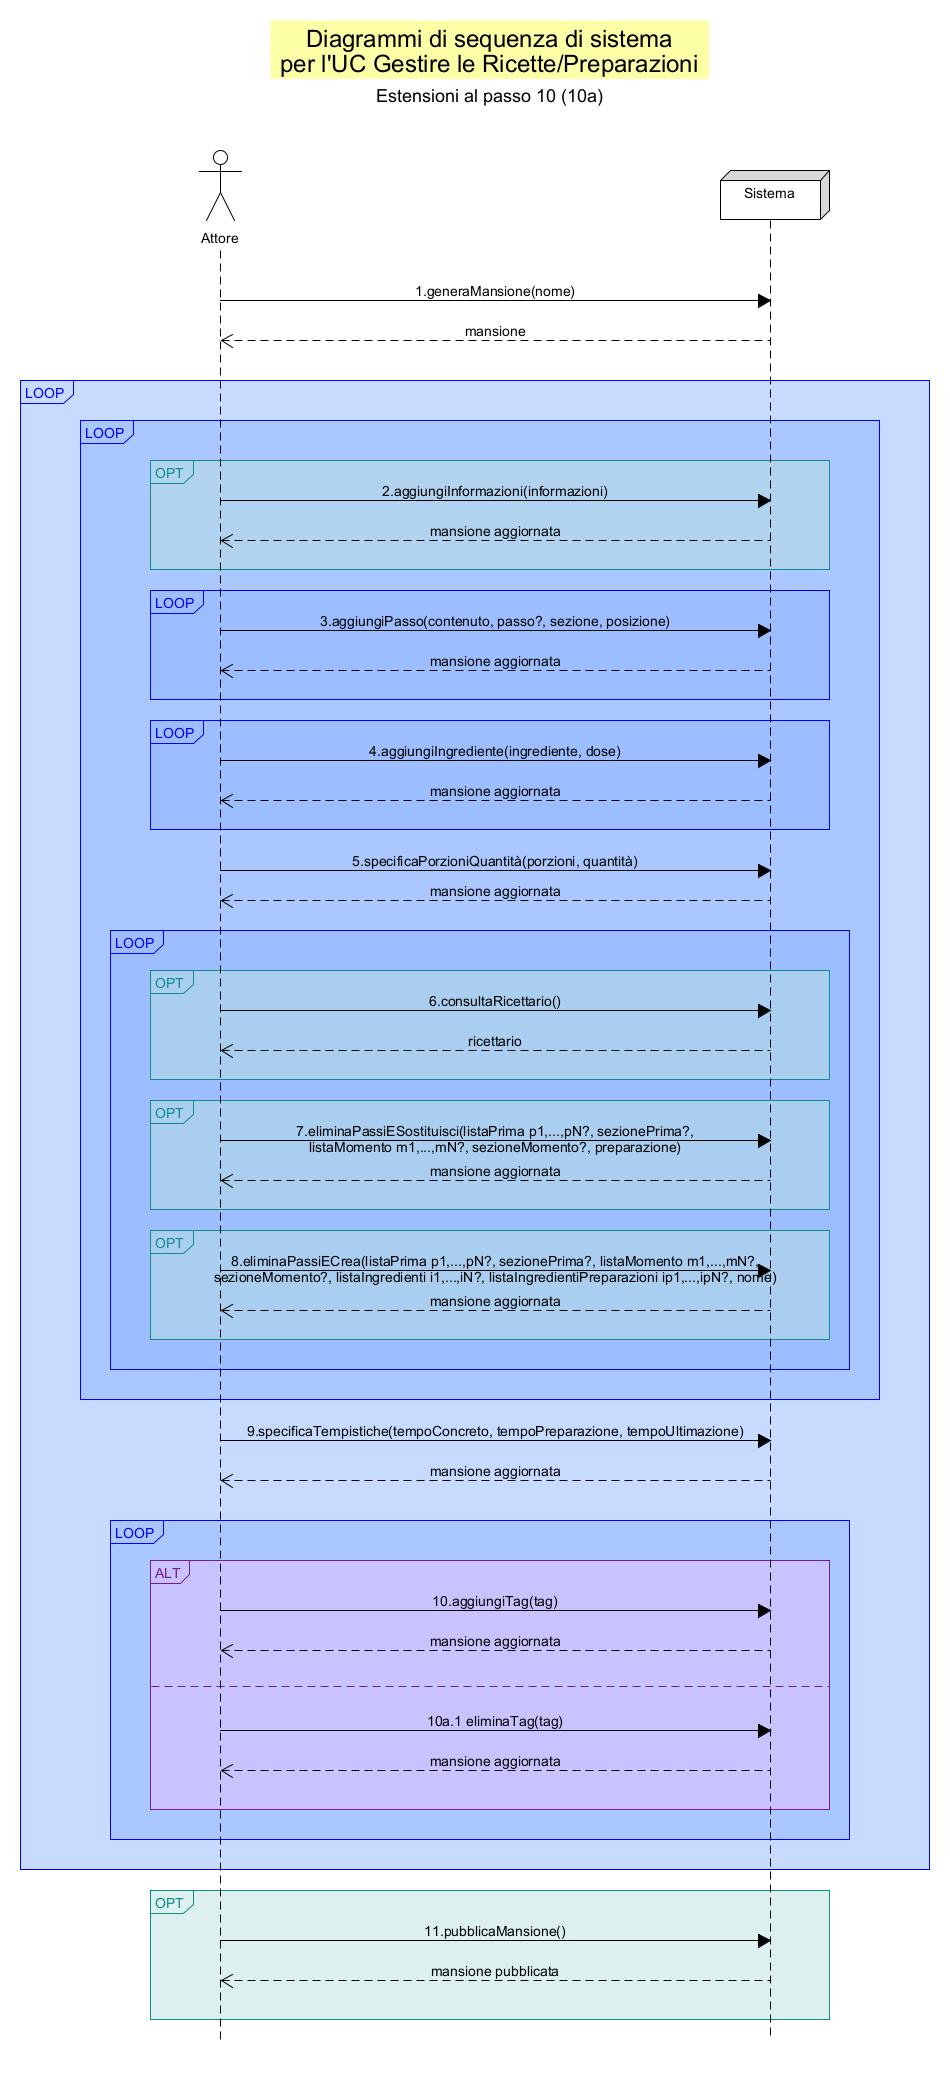 Diagrammi di sequenza di sistema
per l'UC Gestire le Ricette/Preparazioni
Estensioni al passo 10 (10a)
Sistema
Attore
1.generaMansione(nome)
mansione
LOOP
LOOP
OPT
2.aggiungiInformazioni(informazioni)
mansione aggiornata
LOOP
3.aggiungiPasso(contenuto, passo?, sezione, posizione)
mansione aggiornata
LOOP
4.aggiungiIngrediente(ingrediente, dose)
mansione aggiornata
5.specificaPorzioniQuantità(porzioni, quantità)
mansione aggiornata
LOOP
OPT
6.consultaRicettario()
ricettario
OPT
7.eliminaPassiESostituisci(listaPrima p1,...,pN?, sezionePrima?,
listaMomento m1,...,mN?, sezioneMomento?, preparazione)
mansione aggiornata
OPT
8.eliminaPassiECrea(listaPrima p1,...,pN?, sezionePrima?, listaMomento m1,...,mN?,
sezioneMomento?, listaIngredienti i1,...,iN?, listaIngredientiPreparazioni ip1,...,ipN?, nome)
mansione aggiornata
9.specificaTempistiche(tempoConcreto, tempoPreparazione, tempoUltimazione)
mansione aggiornata
LOOP
ALT
10.aggiungiTag(tag)
mansione aggiornata
10a.1 eliminaTag(tag)
mansione aggiornata
OPT
11.pubblicaMansione()
mansione pubblicata